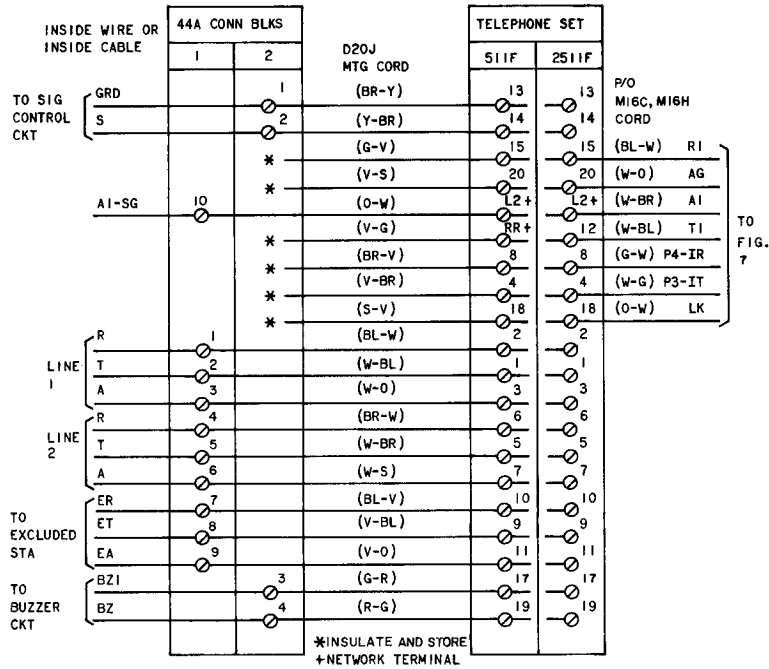 INSIDE WIRE OR
INSIDE CABLE
44A CONN BLKS
1 2
D20J
MTG CORD
TELEPHONE SET
511F 2511F
P/O
M16C, M16H
CORD
TO SIG
CONTROL
CKT
GRD 1 (BR-Y) 13 13
S 2 (Y-BR) 14 14
* (G-V) 15 15 (BL-W) R1
* (V-S) 20 20 (W-O) AG
A1-SG 10 (O-W) L2+ L2+ (W-BR) A1
* (V-G) RR+ 12 (W-BL) T1
* (BR-V) 8 8 (G-W) P4-1R
* (V-BR) 4 4 (W-G) P3-1T
* (S-V) 18 18 (O-W) LK
TO
FIG.
7
LINE
1
R 1 (BL-W) 2 2
T 2 (W-BL) 1 1
A 3 (W-O) 3 3
LINE
2
R 4 (BR-W) 6 6
T 5 (W-BR) 5 5
A 6 (W-S) 7 7
TO
EXCLUDED
STA
ER 7 (BL-V) 10 10
ET 8 (V-BL) 9 9
EA 9 (V-O) 11 11
TO
BUZZER
CKT
BZ1 3 (G-R) 17 17
BZ 4 (R-G) 19 19
*INSULATE AND STORE
+NETWORK TERMINAL